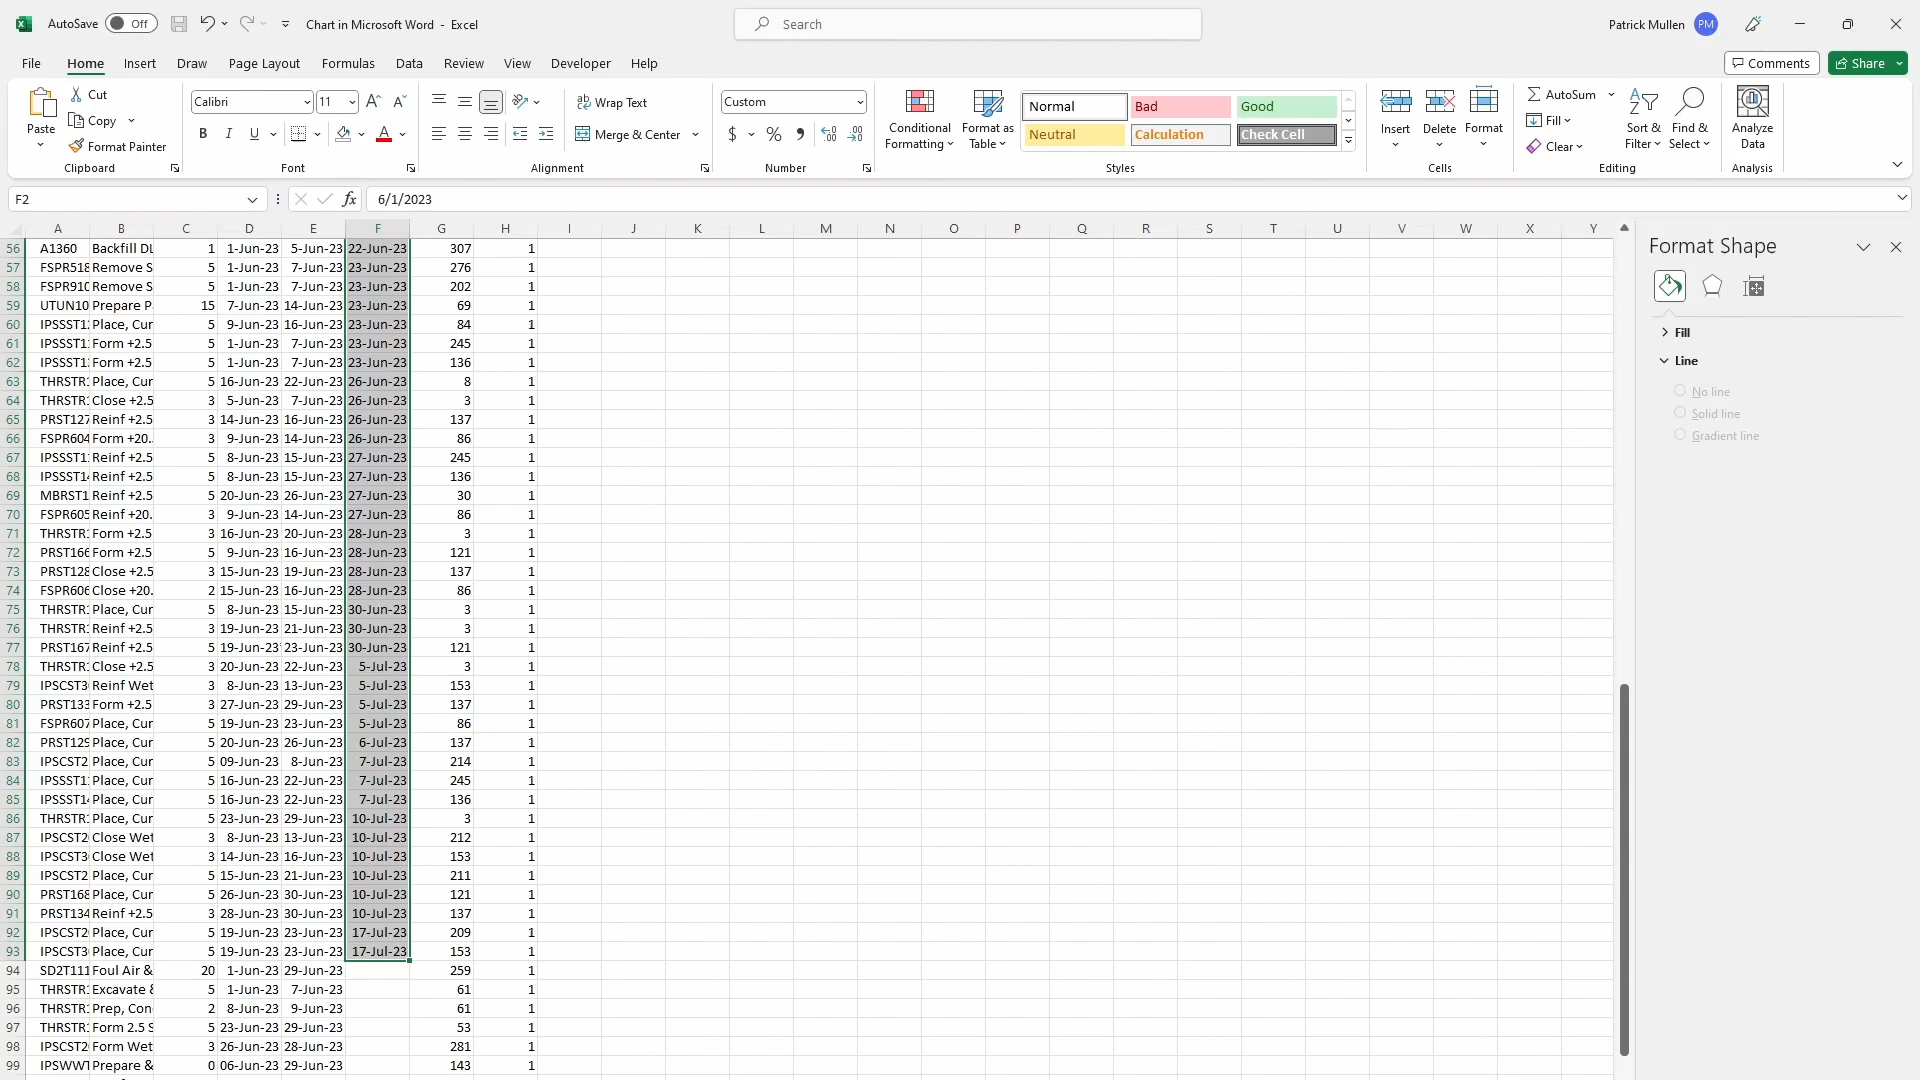 AutoSave Off Chart in Microsoft Word - Excel Search Patrick Mullen PM
File Home Insert Draw Page Layout Formulas Data Review View Developer Help Comments Share
Paste Cut Copy Format Painter Clipboard
Calibri 11 B I U A Font
Wrap Text Merge & Center Alignment
Custom $ % Number
Conditional Formatting Format as Table
Normal Bad Good
Neutral Calculation Check Cell
Styles
Insert Delete Format Cells
AutoSum Fill Clear Sort & Filter Find & Select Editing
Analyze Data Analysis
F2 fx 6/1/2023
A B C D E F G H I J K L M N O P Q R S T U V W X Y
56 A1360 Backfill DL 1 1-Jun-23 5-Jun-23 22-Jun-23 307 1
57 FSPR518 Remove S 5 1-Jun-23 7-Jun-23 23-Jun-23 276 1
58 FSPR910 Remove S 5 1-Jun-23 7-Jun-23 23-Jun-23 202 1
59 UTUN10 Prepare P 15 7-Jun-23 14-Jun-23 23-Jun-23 69 1
60 IPSSST1 Place, Cur 5 9-Jun-23 16-Jun-23 23-Jun-23 84 1
61 IPSSST1 Form +2.5 5 1-Jun-23 7-Jun-23 23-Jun-23 245 1
62 IPSSST1 Form +2.5 5 1-Jun-23 7-Jun-23 23-Jun-23 136 1
63 THRSTR Place, Cur 5 16-Jun-23 22-Jun-23 26-Jun-23 8 1
64 THRSTR Close +2.5 3 5-Jun-23 7-Jun-23 26-Jun-23 3 1
65 PRST127 Reinf +2.5 3 14-Jun-23 16-Jun-23 26-Jun-23 137 1
66 FSPR604 Form +20. 3 9-Jun-23 14-Jun-23 26-Jun-23 86 1
67 IPSSST1 Reinf +2.5 5 8-Jun-23 15-Jun-23 27-Jun-23 245 1
68 IPSSST14 Reinf +2.5 5 8-Jun-23 15-Jun-23 27-Jun-23 136 1
69 MBRST1 Reinf +2.5 5 20-Jun-23 26-Jun-23 27-Jun-23 30 1
70 FSPR605 Reinf +20. 3 9-Jun-23 14-Jun-23 27-Jun-23 86 1
71 THRSTR Form +2.5 3 16-Jun-23 20-Jun-23 28-Jun-23 3 1
72 PRST166 Form +2.5 5 9-Jun-23 16-Jun-23 28-Jun-23 121 1
73 PRST128 Close +2.5 3 15-Jun-23 19-Jun-23 28-Jun-23 137 1
74 FSPR606 Close +20. 2 15-Jun-23 16-Jun-23 28-Jun-23 86 1
75 THRSTR Place, Cur 5 8-Jun-23 15-Jun-23 30-Jun-23 3 1
76 THRSTR Reinf +2.5 3 19-Jun-23 21-Jun-23 30-Jun-23 3 1
77 PRST167 Reinf +2.5 5 19-Jun-23 23-Jun-23 30-Jun-23 121 1
78 THRSTR Close +2.5 3 20-Jun-23 22-Jun-23 5-Jul-23 3 1
79 IPSCST3 Reinf Wet 3 8-Jun-23 13-Jun-23 5-Jul-23 153 1
80 PRST133 Form +2.5 3 27-Jun-23 29-Jun-23 5-Jul-23 137 1
81 FSPR607 Place, Cur 5 19-Jun-23 23-Jun-23 5-Jul-23 86 1
82 PRST129 Place, Cur 5 20-Jun-23 26-Jun-23 6-Jul-23 137 1
83 IPSCST2 Place, Cur 5 09-Jun-23 8-Jun-23 7-Jul-23 214 1
84 IPSSST1 Place, Cur 5 16-Jun-23 22-Jun-23 7-Jul-23 245 1
85 IPSSST14 Place, Cur 5 16-Jun-23 22-Jun-23 7-Jul-23 136 1
86 THRSTR Place, Cur 5 23-Jun-23 29-Jun-23 10-Jul-23 3 1
87 IPSCST2 Close Wet 3 8-Jun-23 13-Jun-23 10-Jul-23 212 1
88 IPSCST3 Close Wet 3 14-Jun-23 16-Jun-23 10-Jul-23 153 1
89 IPSCST2 Place, Cur 5 15-Jun-23 21-Jun-23 10-Jul-23 211 1
90 PRST168 Place, Cur 5 26-Jun-23 30-Jun-23 10-Jul-23 121 1
91 PRST134 Reinf +2.5 3 28-Jun-23 30-Jun-23 10-Jul-23 137 1
92 IPSCST2 Place, Cur 5 19-Jun-23 23-Jun-23 17-Jul-23 209 1
93 IPSCST3 Place, Cur 5 19-Jun-23 23-Jun-23 17-Jul-23 153 1
94 SD2T111 Foul Air & 20 1-Jun-23 29-Jun-23 259 1
95 THRSTR Excavate & 5 1-Jun-23 7-Jun-23 61 1
96 THRSTR Prep, Con 2 8-Jun-23 9-Jun-23 61 1
97 THRSTR Form 2.5 S 5 23-Jun-23 29-Jun-23 53 1
98 IPSCST2 Form Wet 3 26-Jun-23 28-Jun-23 281 1
99 IPSWWT Prepare & 0 06-Jun-23 29-Jun-23 143 1
Format Shape
Fill
Line
No line
Solid line
Gradient line